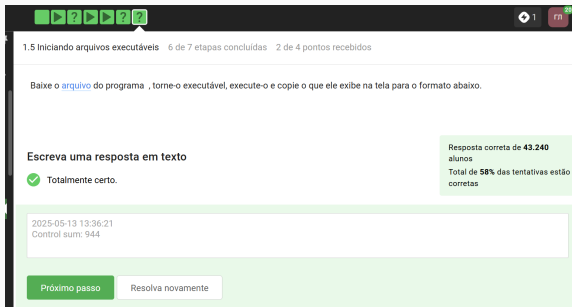 1
ГП
20
1.5 Iniciando arquivos executáveis 6 de 7 etapas concluídas 2 de 4 pontos recebidos
Baixe o arquivo do programa , torne-o executável, execute-o e copie o que ele exibe na tela para o formato abaixo.
Escreva uma resposta em texto
Totalmente certo.
Resposta correta de 43.240
alunos
Total de 58% das tentativas estão
corretas
2025-05-13 13:36:21
Control sum: 944
Próximo passo
Resolva novamente